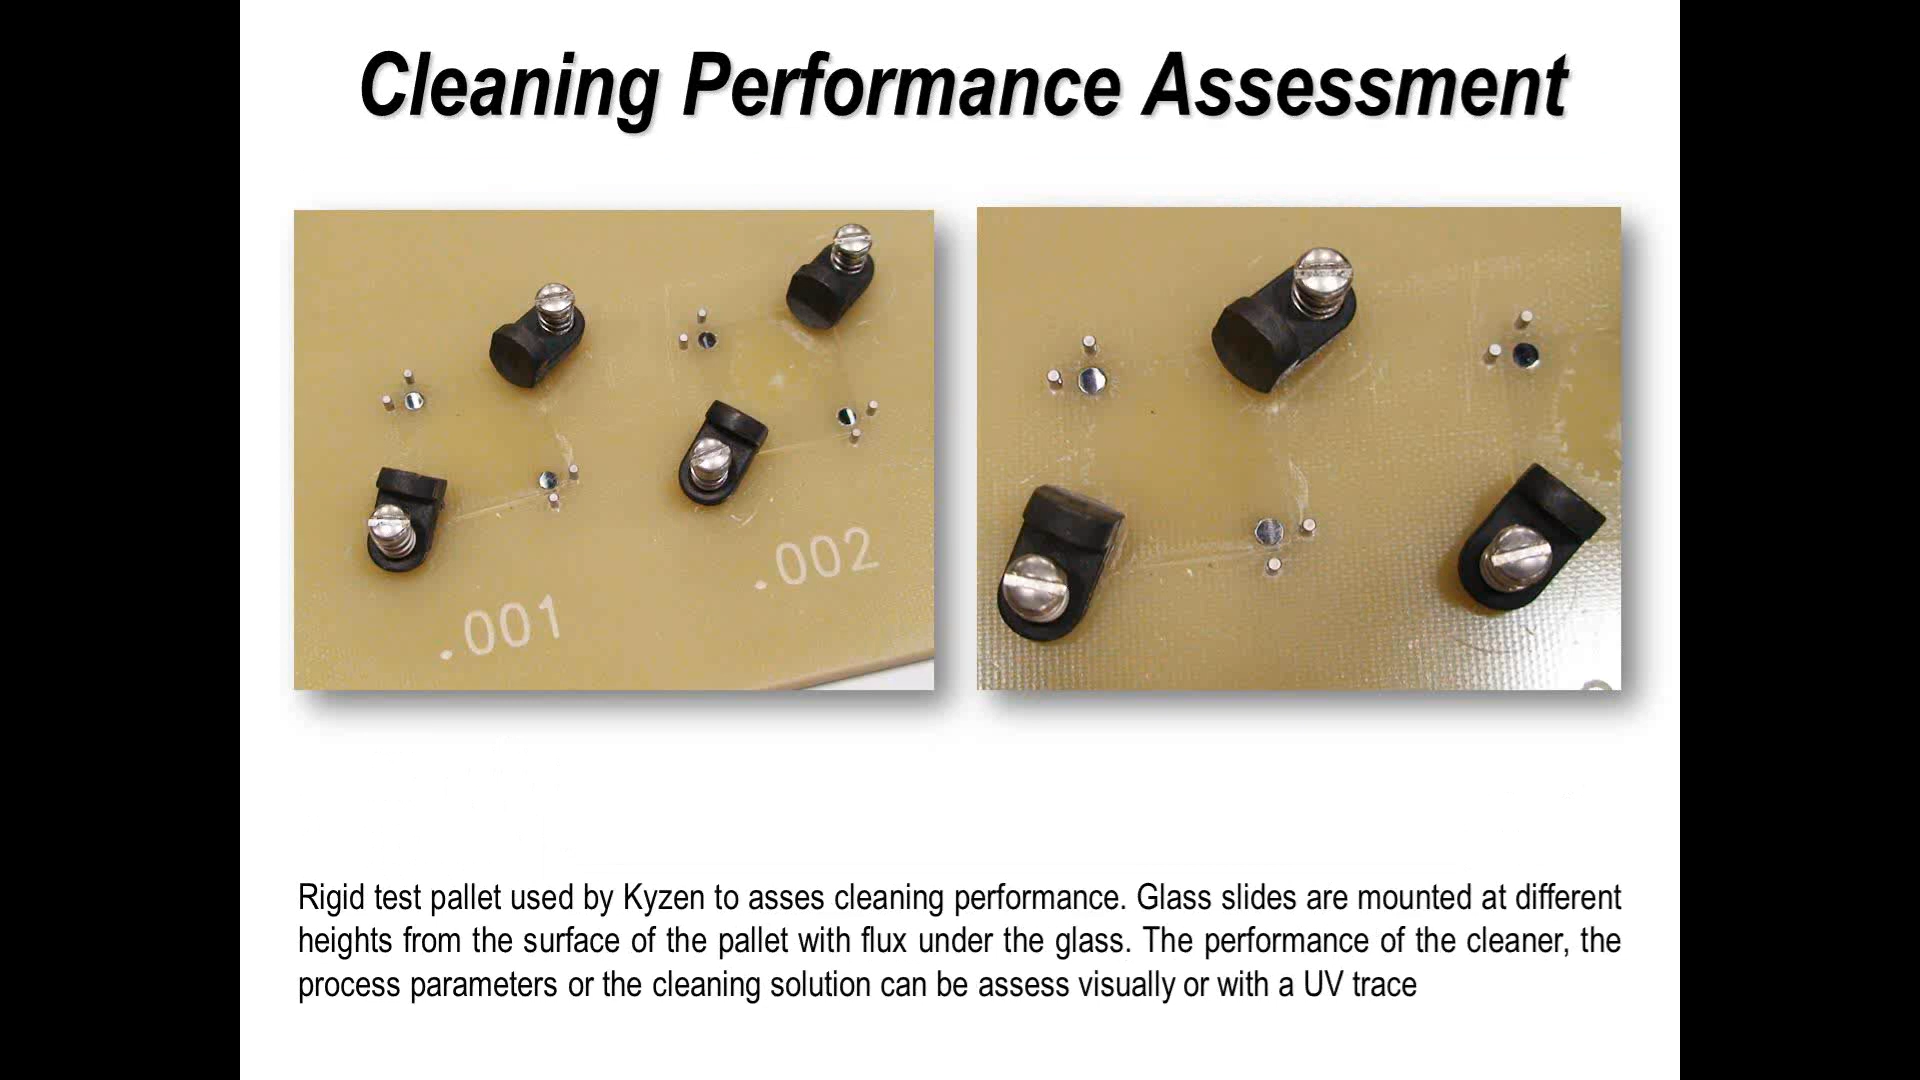 Cleaning Performance Assessment
.001
.002
Rigid test pallet used by Kyzen to asses cleaning performance. Glass slides are mounted at different
heights from the surface of the pallet with flux under the glass. The performance of the cleaner, the
process parameters or the cleaning solution can be assess visually or with a UV trace